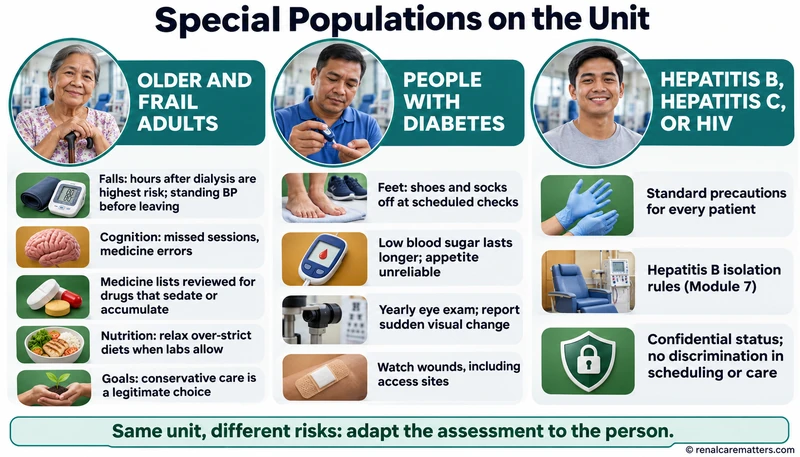 Special Populations on the Unit
OLDER AND
FRAIL
ADULTS
Falls: hours after dialysis are
highest risk; standing BP
before leaving
Cognition: missed sessions,
medicine errors
Medicine lists reviewed for
drugs that sedate or
accumulate
Nutrition: relax over-strict
diets when labs allow
Goals: conservative care is
a legitimate choice
PEOPLE
WITH
DIABETES
Feet: shoes and socks
off at scheduled checks
Low blood sugar lasts
longer; appetite
unreliable
Yearly eye exam; report
sudden visual change
Watch wounds, including
access sites
HEPATITIS B,
HEPATITIS C,
OR HIV
Standard precautions
for every patient
Hepatitis B isolation
rules (Module 7)
Confidential status;
no discrimination in
scheduling or care
Same unit, different risks: adapt the assessment to the person.
© renalcarematters.com